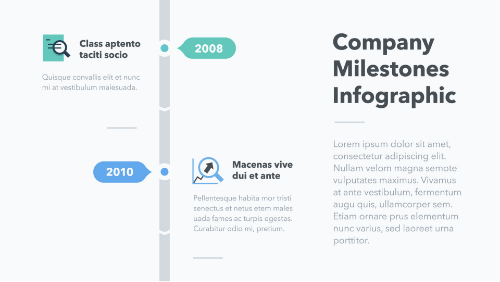 Class aptento
taciti socio
Quisque convallis elit et nunc
mi at vestibulum malesuada.
2008
2010
Macenas vive
dui et ante
Pellentesque habita mor tristi
senectus et netus etem males
uada fames ac turpis egestas.
Curabitur odio mi, pretium.
Company
Milestones
Infographic
Lorem ipsum dolor sit amet,
consectetur adipiscing elit.
Nullam velom magna semote
vulputates maximus. Vivamus
at ante vestibulum, fermentum
augu quis, ullamcorper sem.
Etiam ornare prius elementum
nunc varius, sed laoreet urna
porttitor.